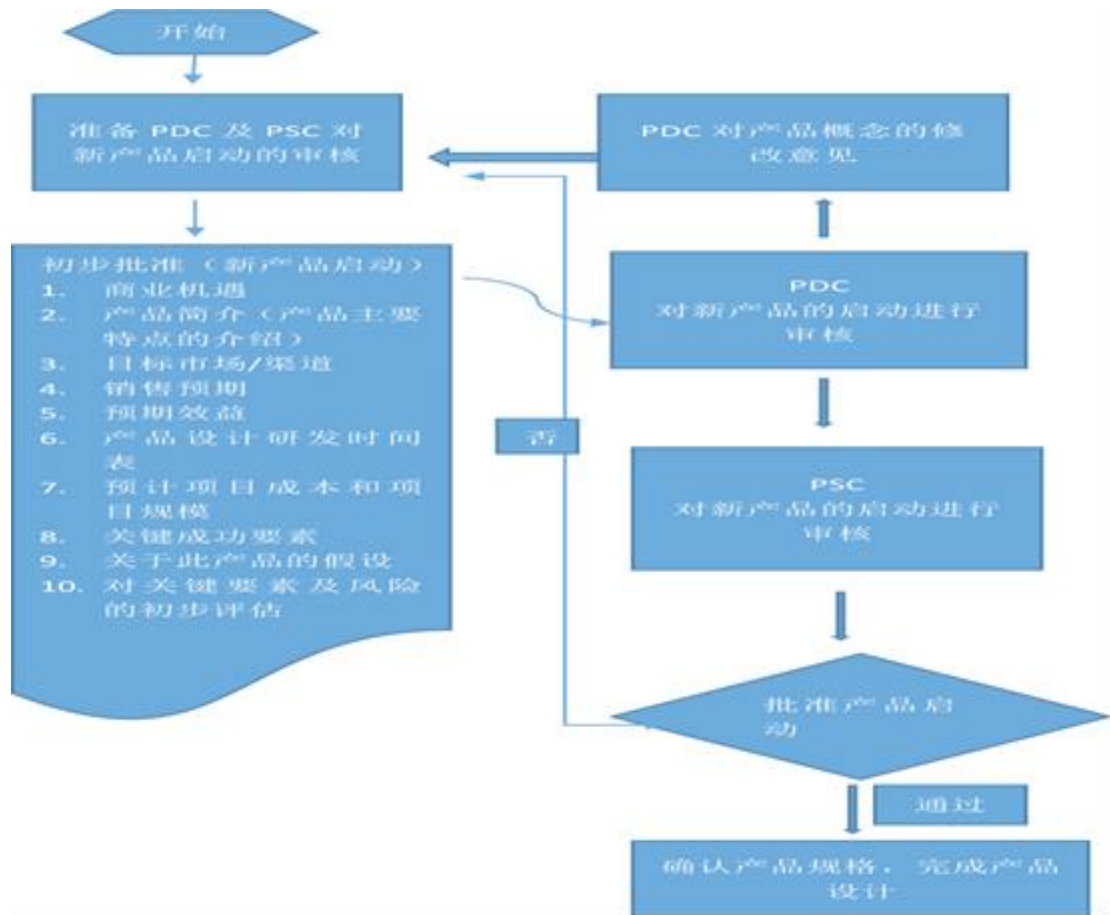 开始
准备 PDC 及 PSC 对
新产品启动的审核
初步批准（新产品启动）
1. 商业机遇
2. 产品简介（产品主要
特点的介绍）
3. 目标市场/渠道
4. 销售预期
5. 预期效益
6. 产品设计研发时间
表
7. 预计项目成本和项
目规模
8. 关键成功要素
9. 关于此产品的假设
10. 对关键要素及风险
的初步评估
PDC 对产品概念的修
改意见
PDC
对新产品的启动进行
审核
否
PSC
对新产品的启动进行
审核
批准产品启
动
通过
确认产品规格，完成产品
设计